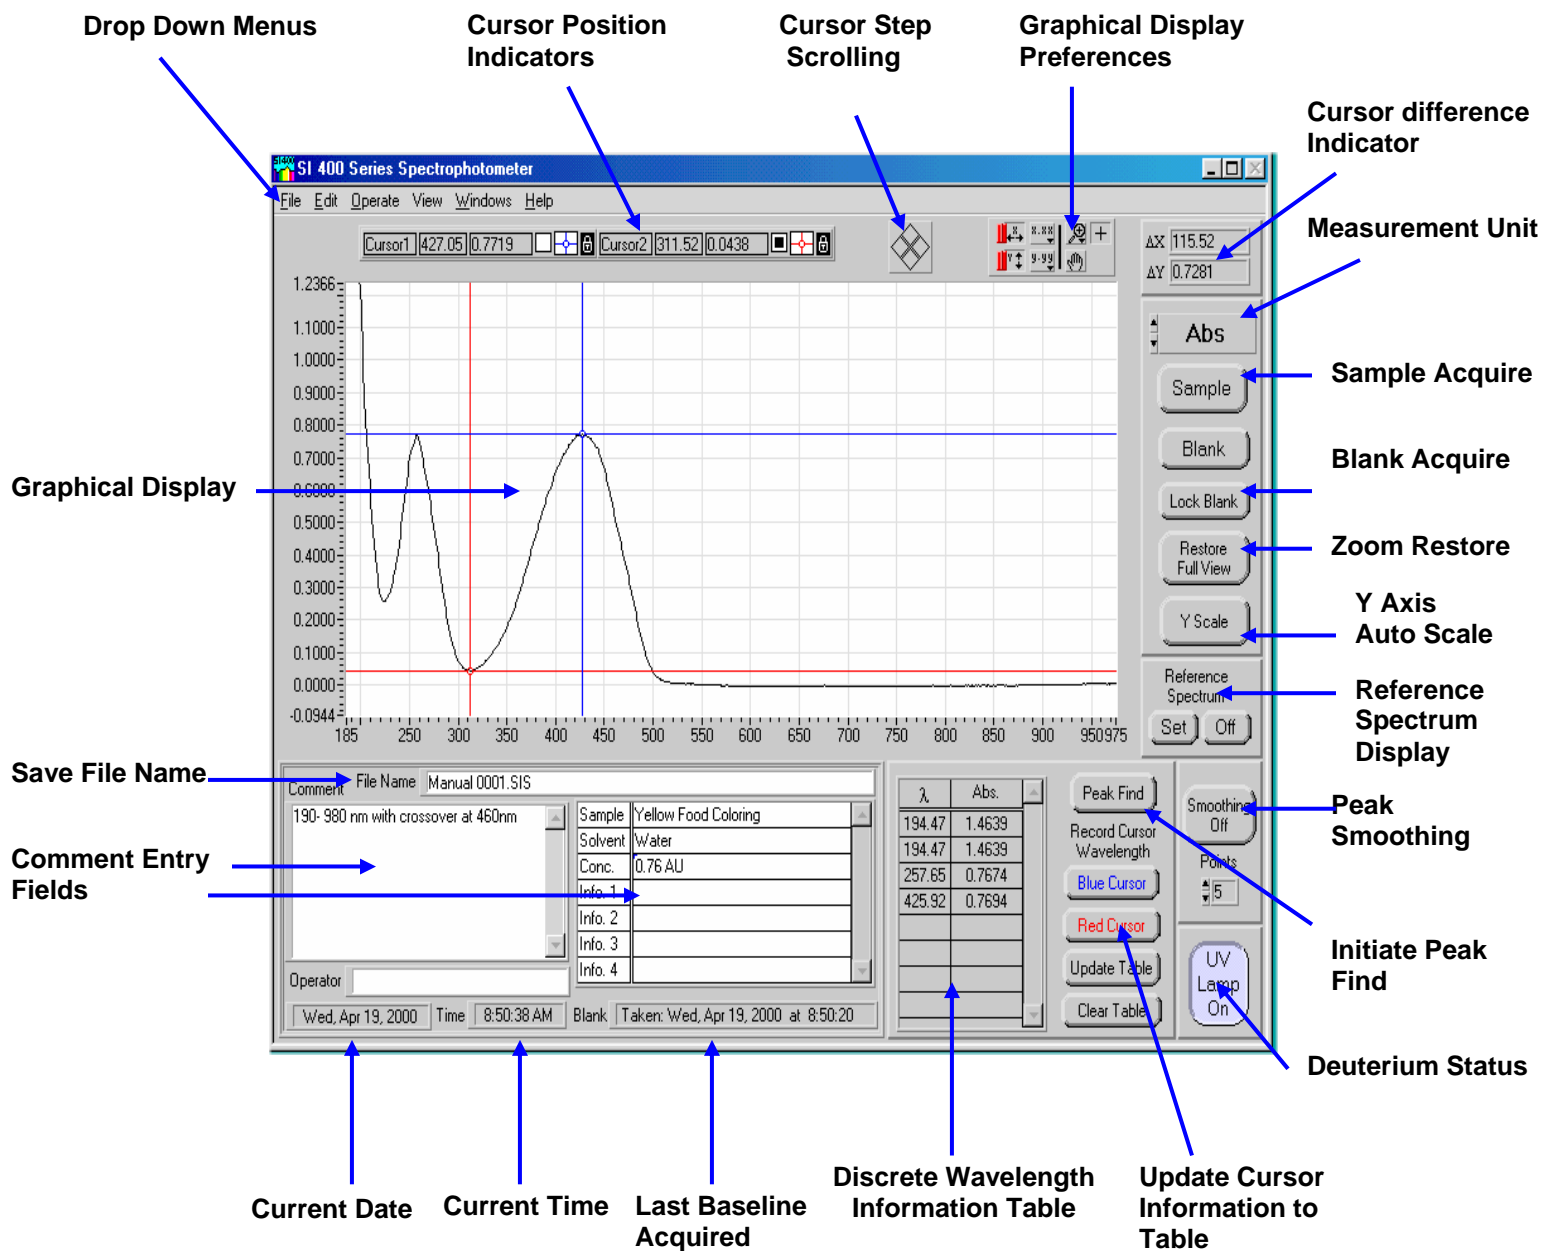 Drop Down Menus
Cursor Position
Indicators
Cursor Step
Scrolling
Graphical Display
Preferences
Cursor difference
Indicator
Measurement Unit
SI 400 Series Spectrophotometer
File Edit Operate View Windows Help
Cursor1 427.05 0.7719 Cursor2 311.52 0.0438
x.xx
y.yy
ΔX 115.52
ΔY 0.7281
Abs
Sample
Sample Acquire
Blank
Blank Acquire
Lock Blank
Restore
Full View
Zoom Restore
Y Scale
Y Axis
Auto Scale
Reference
Spectrum
Set Off
Reference
Spectrum
Display
Graphical Display
1.2366
1.1000
1.0000
0.9000
0.8000
0.7000
0.6000
0.5000
0.4000
0.3000
0.2000
0.1000
0.0000
-0.0944
185 250 300 350 400 450 500 550 600 650 700 750 800 850 900 950 975
Save File Name
Comment File Name Manual 0001.SIS
190- 980 nm with crossover at 460nm
Comment Entry
Fields
Sample Yellow Food Coloring
Solvent Water
Conc. 0.76 AU
Info. 1
Info. 2
Info. 3
Info. 4
Operator
Wed, Apr 19, 2000 Time 8:50:38 AM Blank Taken: Wed, Apr 19, 2000 at 8:50:20
λ Abs.
194.47 1.4639
194.47 1.4639
257.65 0.7674
425.92 0.7694
Peak Find
Record Cursor
Wavelength
Blue Cursor
Red Cursor
Update Table
Clear Table
Smoothing
Off
Points
5
UV
Lamp
On
Peak
Smoothing
Initiate Peak
Find
Deuterium Status
Current Date
Current Time
Last Baseline
Acquired
Discrete Wavelength
Information Table
Update Cursor
Information to
Table